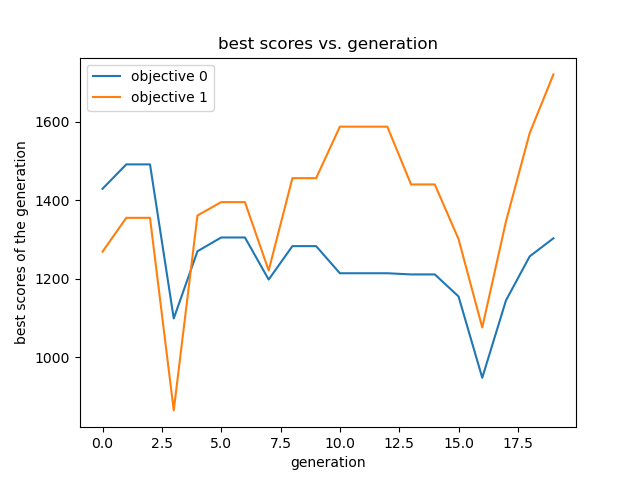 best scores vs. generation
objective 0
objective 1
best scores of the generation
1600
1400
1200
1000
0.0 2.5 5.0 7.5 10.0 12.5 15.0 17.5
generation